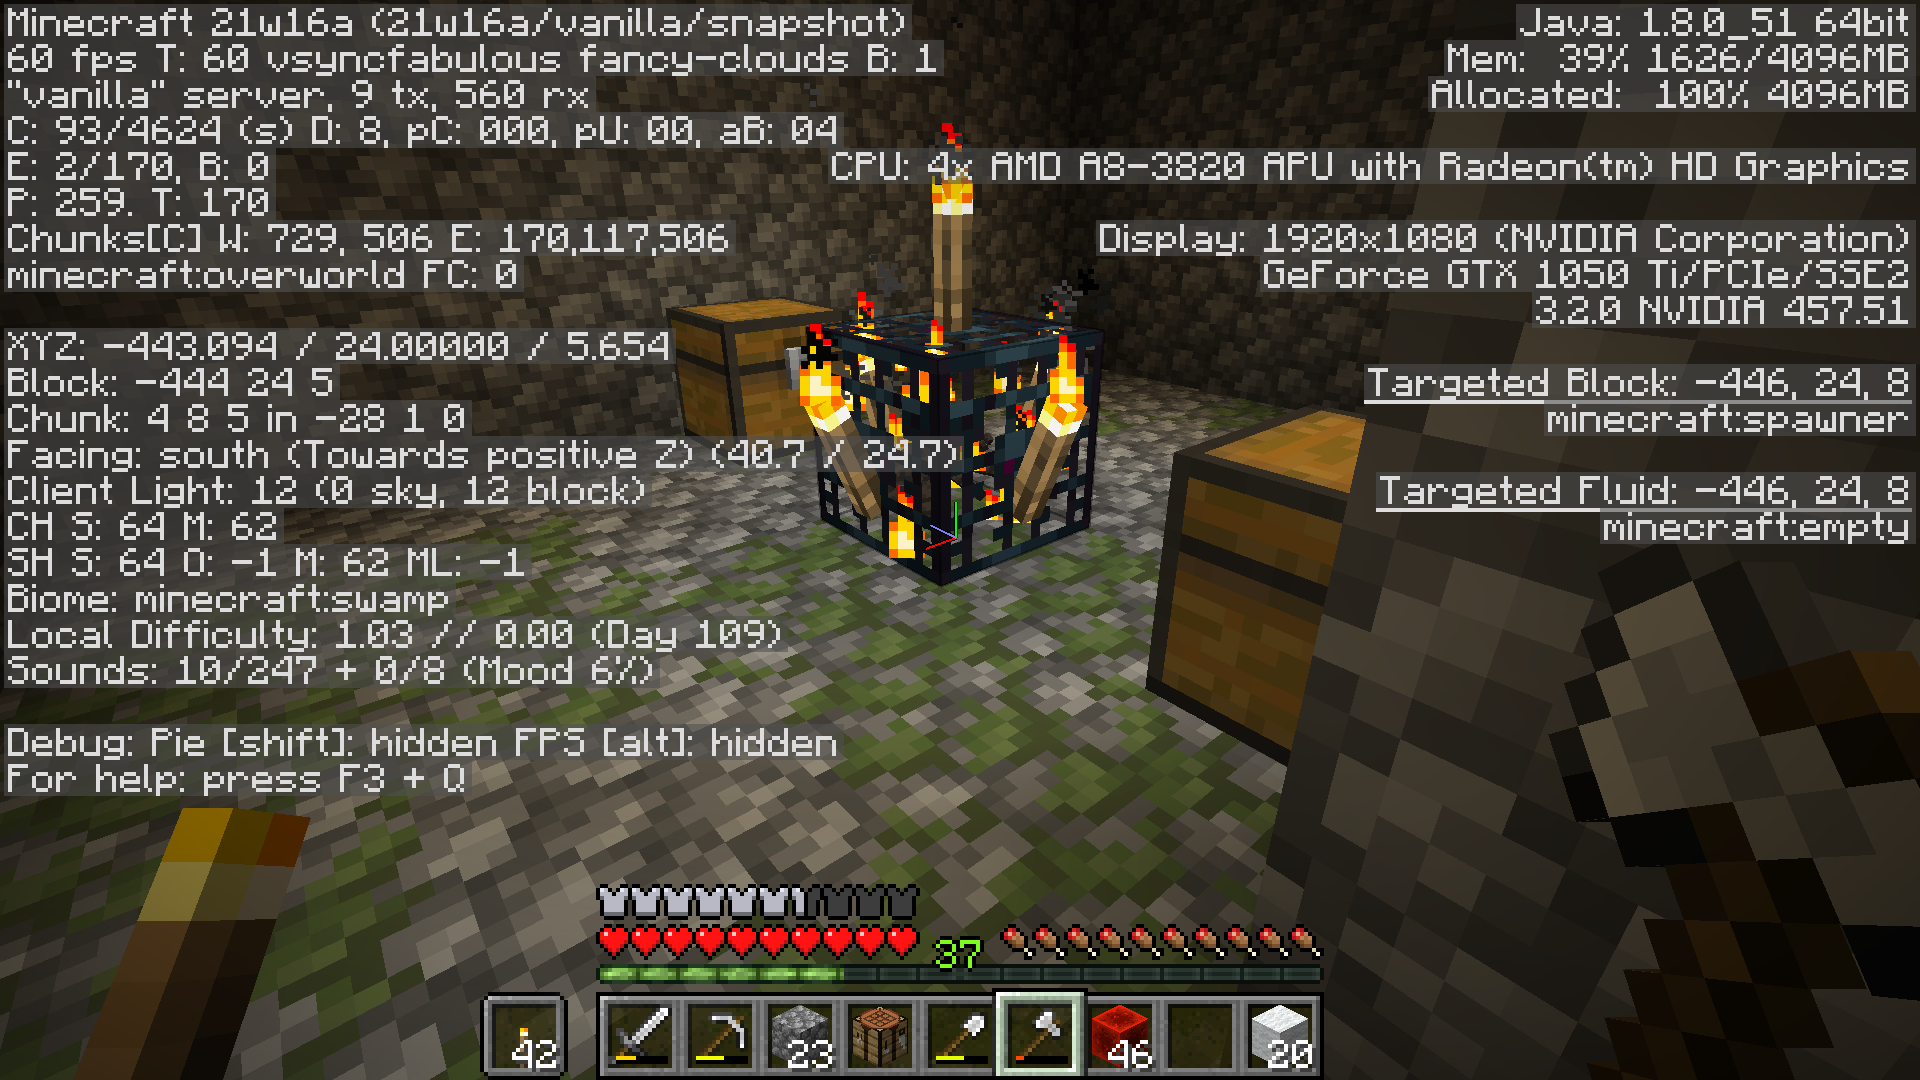 Minecraft 21w16a (21w16a/vanilla/snapshot)
60 fps T: 60 vsyncfabulous fancy-clouds B: 1
"vanilla" server, 9 tx, 560 rx
C: 93/4624 (s) D: 8, pC: 000, pU: 00, aB: 04
E: 2/170, B: 0
P: 259. T: 170
Chunks[C] W: 729, 506 E: 170,117,506
minecraft:overworld FC: 0
XYZ: -443.094 / 24.00000 / 5.654
Block: -444 24 5
Chunk: 4 8 5 in -28 1 0
Facing: south (Towards positive Z) (40.7 / 24.7)
Client Light: 12 (0 sky, 12 block)
CH S: 64 M: 62
SH S: 64 O: -1 M: 62 ML: -1
Biome: minecraft:swamp
Local Difficulty: 1.03 // 0.00 (Day 109)
Sounds: 10/247 + 0/8 (Mood 6%)
Debug: Pie [shift]: hidden FPS [alt]: hidden
For help: press F3 + Q
Java: 1.8.0_51 64bit
Mem: 39% 1626/4096MB
Allocated: 100% 4096MB
CPU: 4x AMD A8-3820 APU with Radeon(tm) HD Graphics
Display: 1920x1080 (NVIDIA Corporation)
GeForce GTX 1050 Ti/PCIe/SSE2
3.2.0 NVIDIA 457.51
Targeted Block: -446, 24, 8
minecraft:spawner
Targeted Fluid: -446, 24, 8
minecraft:empty
37
42
23
46
20